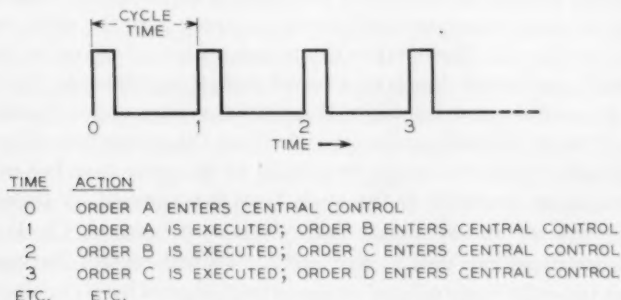 CYCLE
TIME
0 1 2 3
TIME
TIME ACTION
0 ORDER A ENTERS CENTRAL CONTROL
1 ORDER A IS EXECUTED; ORDER B ENTERS CENTRAL CONTROL
2 ORDER B IS EXECUTED; ORDER C ENTERS CENTRAL CONTROL
3 ORDER C IS EXECUTED; ORDER D ENTERS CENTRAL CONTROL
ETC. ETC.